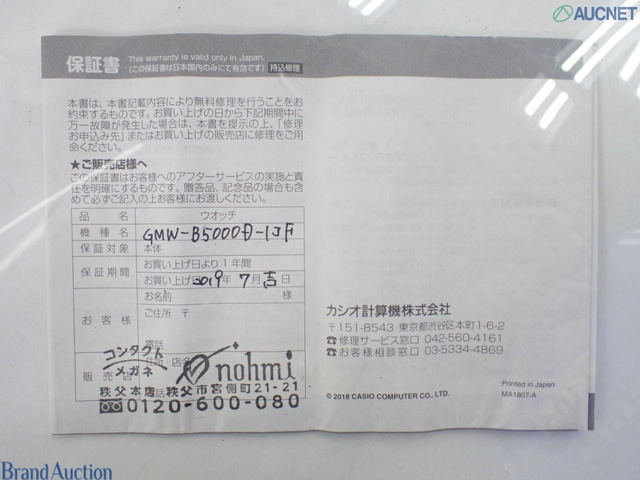 AUCNET
保証書
This warranty is valid only in Japan.
(この保証書は日本国内のみにて有効です) 持込修理
本書は、本書記載内容により無料修理を行うことをお
約束するものです。お買い上げの日から下記期間中に
万一故障が発生した場合は、本書を提示の上、「修理
お申込み先」またはお買い上げの販売店に修理をご用
命ください。
★ご販売店様へ
この保証書はお客様へのアフターサービスの実施と責
任を明確にするものです。贈答品、記念品の場合も含
めて必ずご記入の上お客様にお渡しください。
品名 ウオッチ
機種名 GMW-B5000D-1JF
保証対象 本体
保証期間 お買い上げ日より1年間
お買い上げ日 2019年 7月 吉日
お客様 お名前 様
ご住所 〒
電話
コンタクト
メガネ nohmi
販売店
秩父本店 秩父市宮側町21-21
0120-600-080
カシオ計算機株式会社
〒151-8543 東京都渋谷区本町1-6-2
修理サービス窓口 042-560-4161
お客様相談窓口 03-5334-4869
Printed in Japan
© 2018 CASIO COMPUTER CO., LTD. MA1807-A
Brand Auction